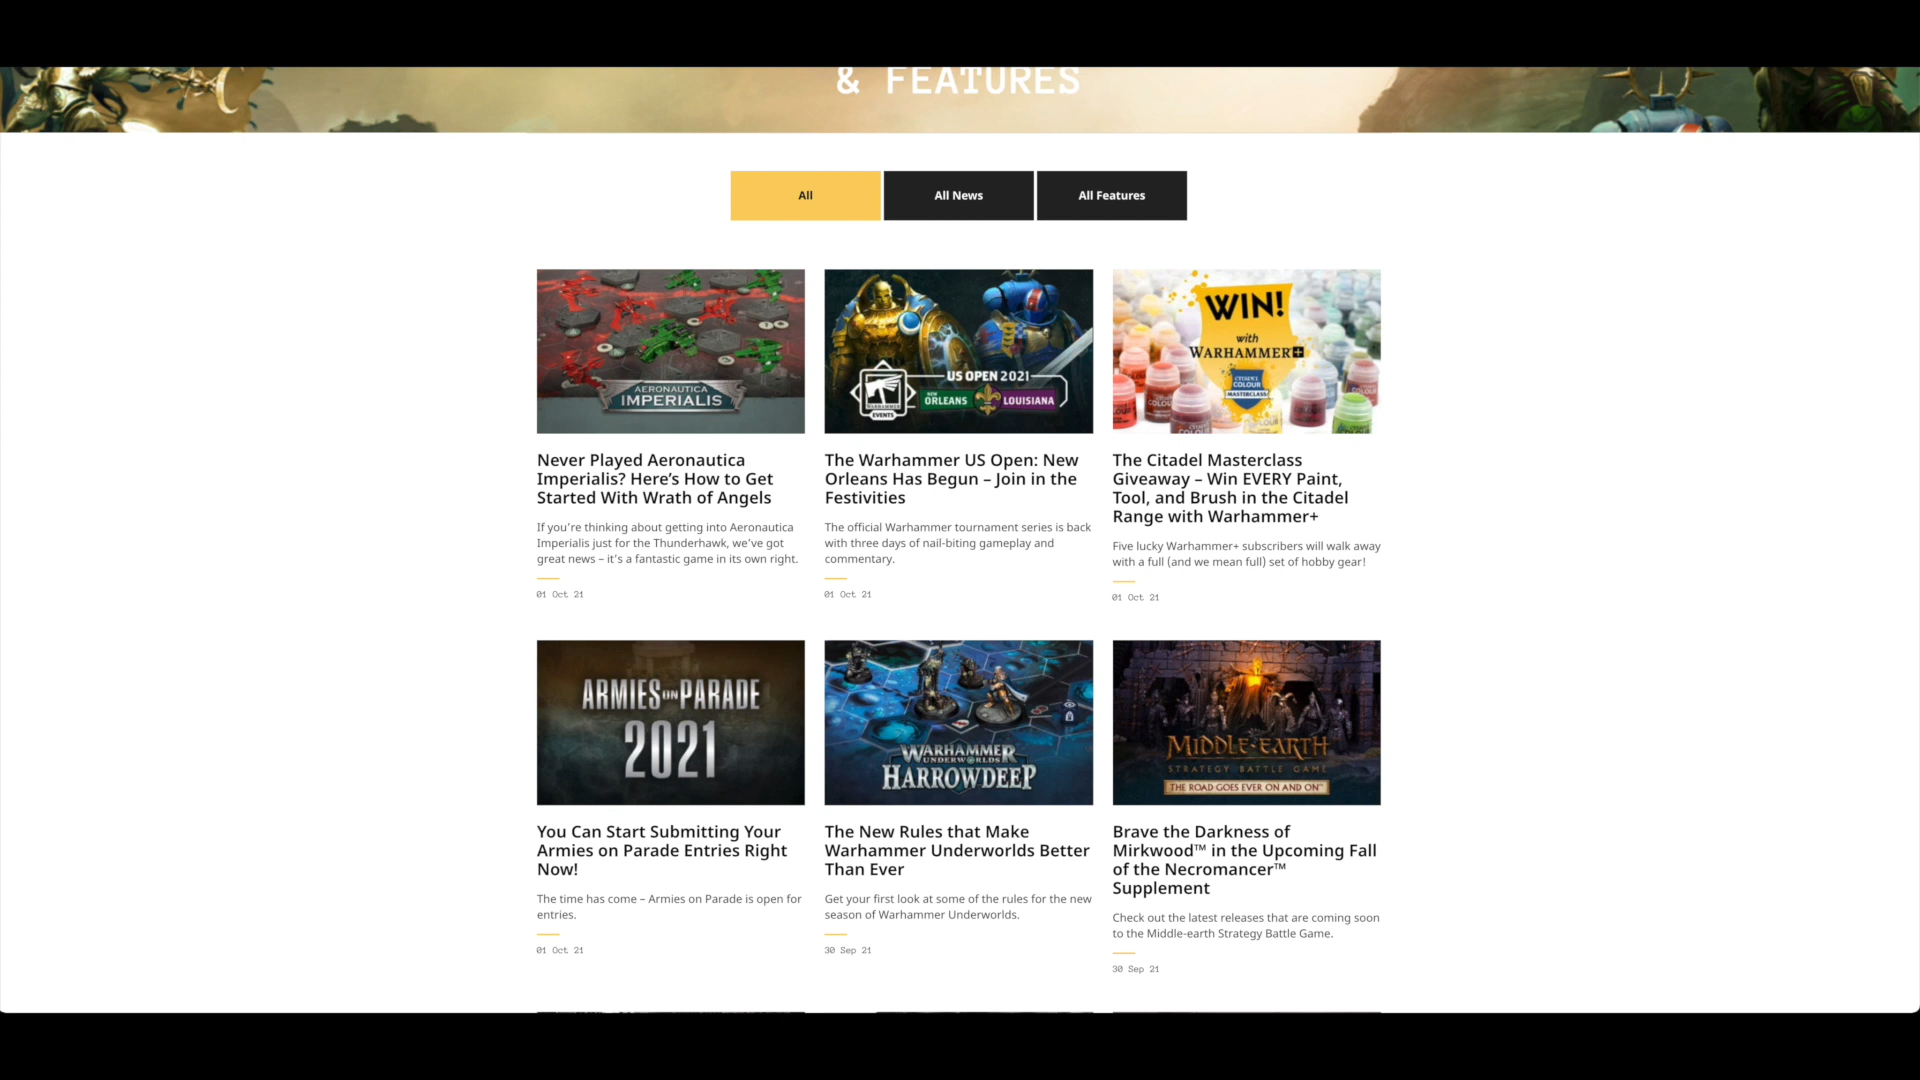 & FEATURES
All
All News
All Features
AERONAUTICA
IMPERIALIS
US OPEN 2021
NEW ORLEANS
LOUISIANA
WARHAMMER
EVENTS
WIN!
with
WARHAMMER+
CITADEL
COLOUR
MASTERCLASS
Never Played Aeronautica
Imperialis? Here’s How to Get
Started With Wrath of Angels
If you’re thinking about getting into Aeronautica
Imperialis just for the Thunderhawk, we’ve got
great news – it’s a fantastic game in its own right.
01 Oct 21
The Warhammer US Open: New
Orleans Has Begun – Join in the
Festivities
The official Warhammer tournament series is back
with three days of nail-biting gameplay and
commentary.
01 Oct 21
The Citadel Masterclass
Giveaway – Win EVERY Paint,
Tool, and Brush in the Citadel
Range with Warhammer+
Five lucky Warhammer+ subscribers will walk away
with a full (and we mean full) set of hobby gear!
01 Oct 21
ARMIES ON PARADE
2021
WARHAMMER
UNDERWORLDS
HARROWDEEP
MIDDLE-EARTH
STRATEGY BATTLE GAME
THE ROAD GOES EVER ON AND ON™
You Can Start Submitting Your
Armies on Parade Entries Right
Now!
The time has come – Armies on Parade is open for
entries.
01 Oct 21
The New Rules that Make
Warhammer Underworlds Better
Than Ever
Get your first look at some of the rules for the new
season of Warhammer Underworlds.
30 Sep 21
Brave the Darkness of
Mirkwood™ in the Upcoming Fall
of the Necromancer™
Supplement
Check out the latest releases that are coming soon
to the Middle-earth Strategy Battle Game.
30 Sep 21